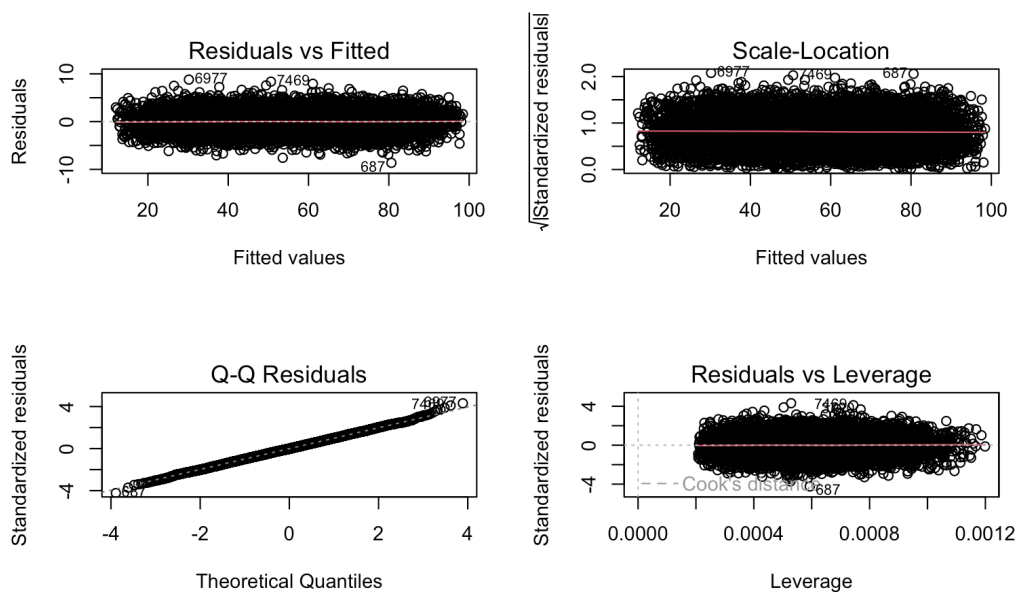 Residuals vs Fitted
Residuals
10
0
-10
6977
7469
687
20 40 60 80 100
Fitted values
Scale-Location
√|Standardized residuals|
2.0
1.0
0.0
6977
7469
687
20 40 60 80 100
Fitted values
Q-Q Residuals
Standardized residuals
4
0
-4
7469
6977
687
-4 -2 0 2 4
Theoretical Quantiles
Residuals vs Leverage
Standardized residuals
4
0
-4
7469
Cook's distance
687
0.0000 0.0004 0.0008 0.0012
Leverage